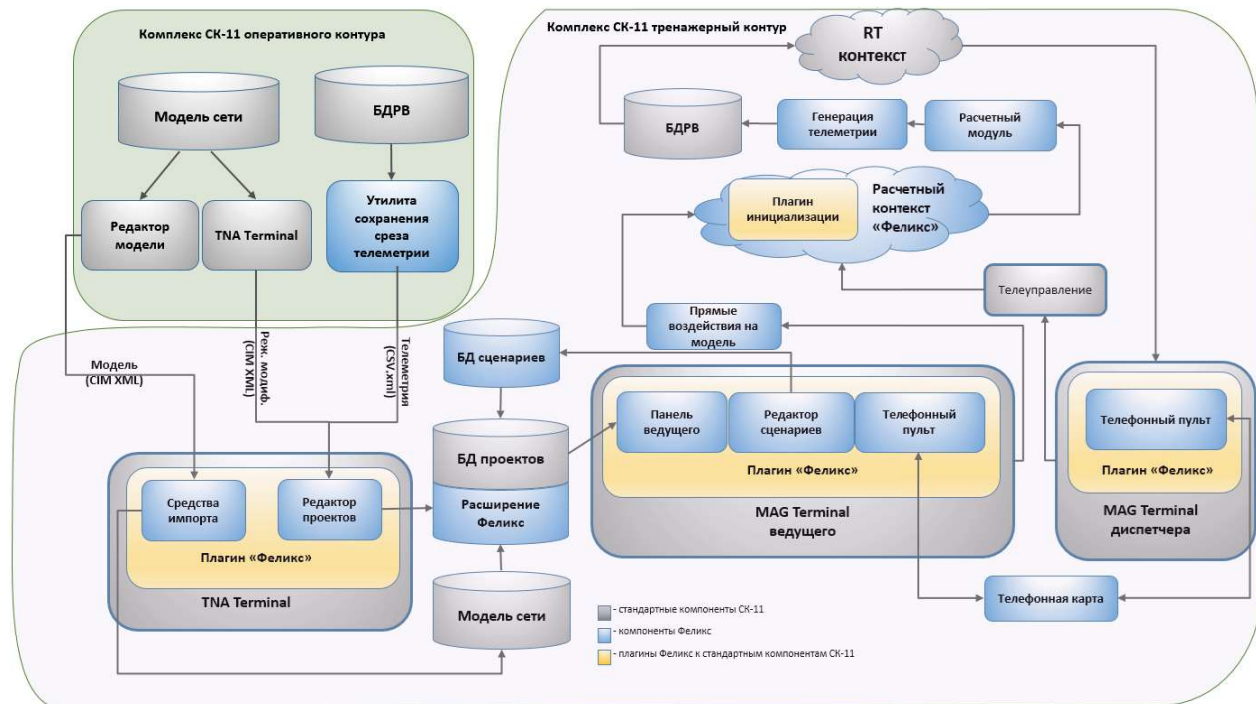 Комплекс СК-11 оперативного контура
Модель сети
БДРВ
Редактор
модели
TNA Terminal
Утилита
сохранения
среза
телеметрии
Комплекс СК-11 тренажерный контур
RT
контекст
БДРВ
Генерация
телеметрии
Расчетный
модуль
Плагин
инициализации
Расчетный
контекст
«Феликс»
Телеуправление
Прямые
воздействия на
модель
Модель
(CIM XML)
Реж. модиф.
(CIM XML)
Телеметрия
(CSV.xml)
БД сценариев
БД проектов
Расширение
Феликс
Модель сети
Средства
импорта
Редактор
проектов
Плагин «Феликс»
TNA Terminal
Панель
ведущего
Редактор
сценариев
Телефонный
пульт
Плагин «Феликс»
MAG Terminal
ведущего
Телефонный пульт
Плагин «Феликс»
MAG Terminal
диспетчера
Телефонная карта
- стандартные компоненты СК-11
- компоненты Феликс
- плагины Феликс к стандартным компонентам СК-11